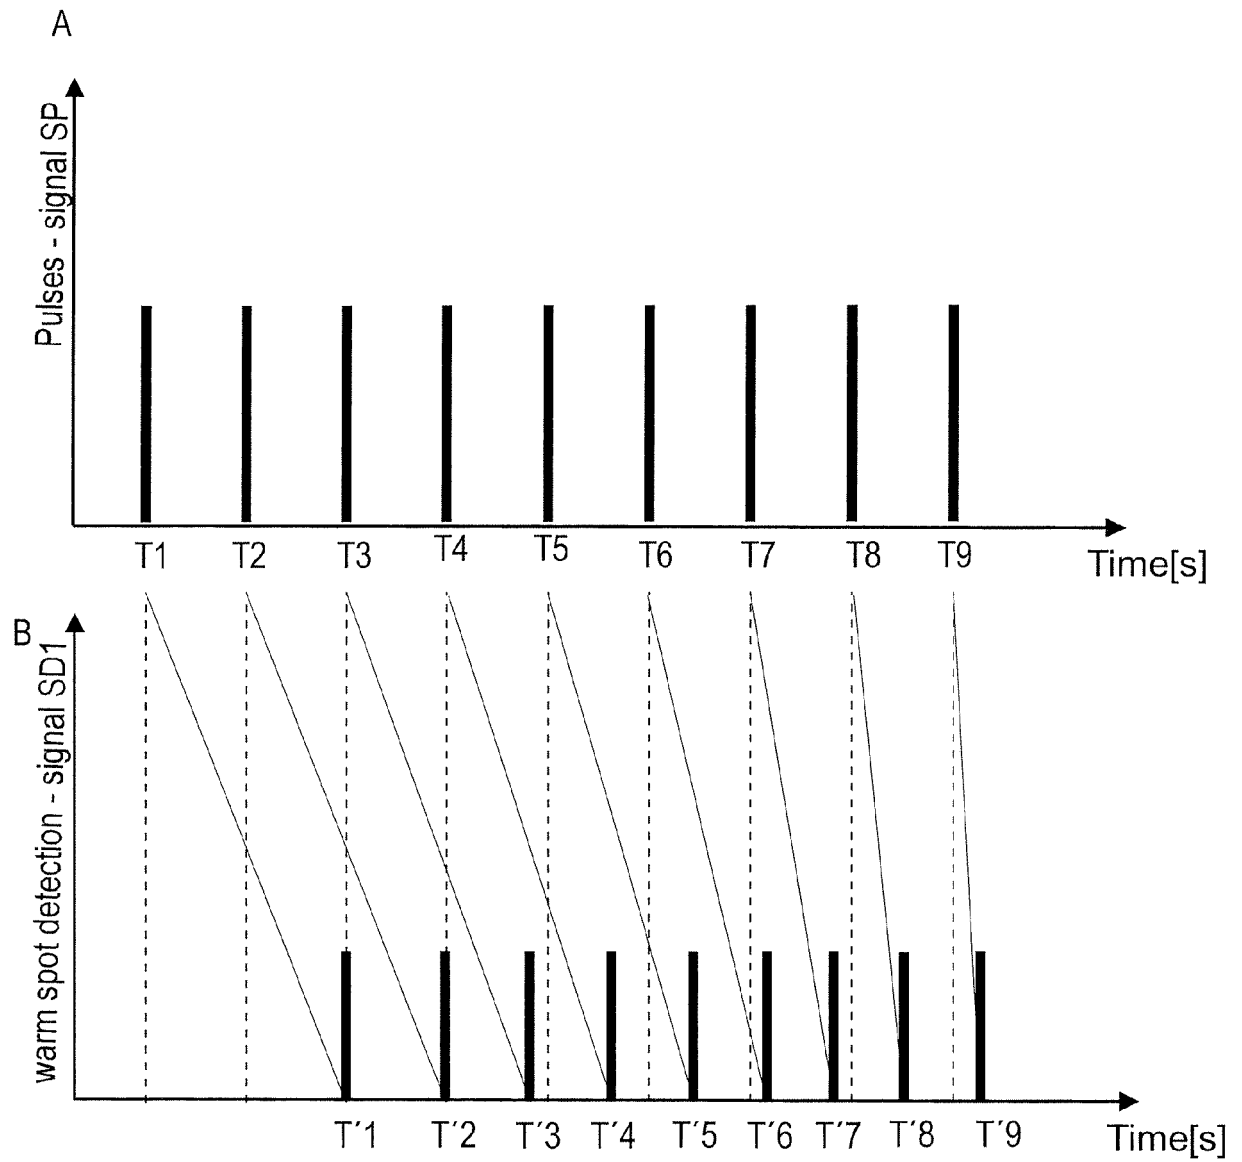 A
Pulses - signal SP
T1 T2 T3 T4 T5 T6 T7 T8 T9
Time[s]
B
warm spot detection - signal SD1
T´1 T´2 T´3 T´4 T´5 T´6 T´7 T´8 T´9
Time[s]